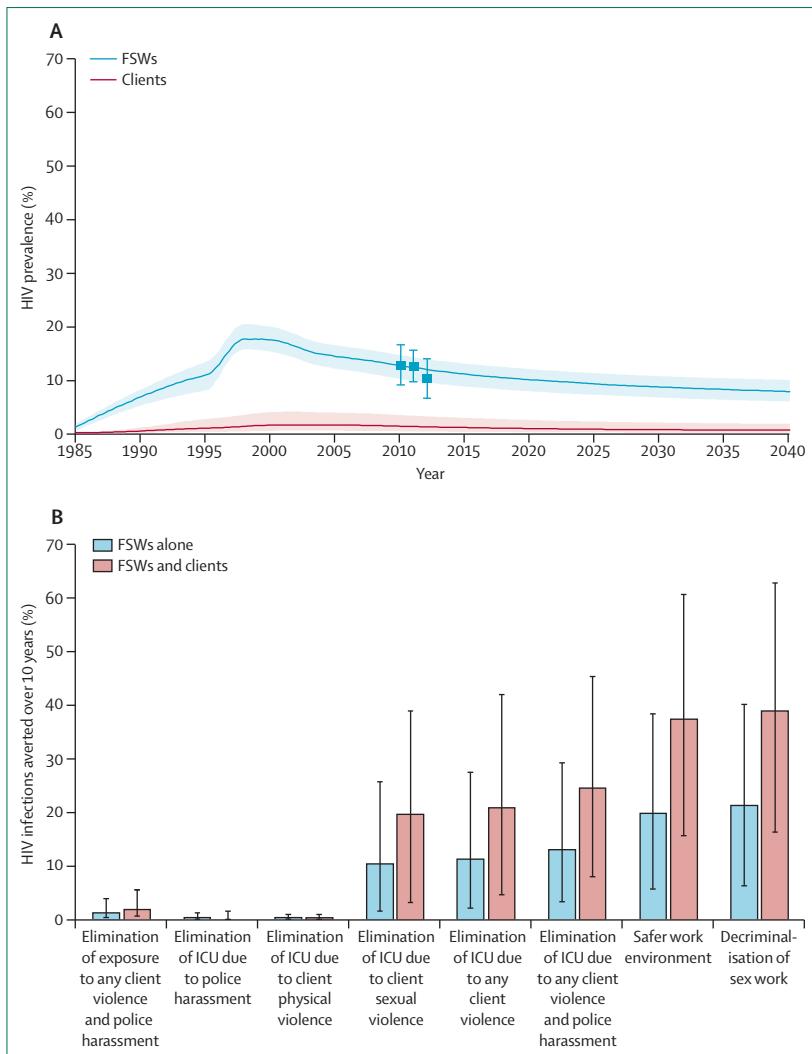 A
70
60
50
40
30
20
10
0
HIV prevalence (%)
FSWs
Clients
1985 1990 1995 2000 2005 2010 2015 2020 2025 2030 2035 2040
Year
B
70
60
50
40
30
20
10
0
HIV infections averted over 10 years (%)
FSWs alone
FSWs and clients
Elimination
of exposure to
any client
violence
and police
harassment
Elimination
of ICU due
to police
harassment
Elimination
of ICU due
to client
physical
violence
Elimination
of ICU due
to client
sexual
violence
Elimination
of ICU due
to any
client
violence
Elimination
of ICU due
to any client
violence
and police
harassment
Safer work
environment
Decriminal-
isation of
sex work